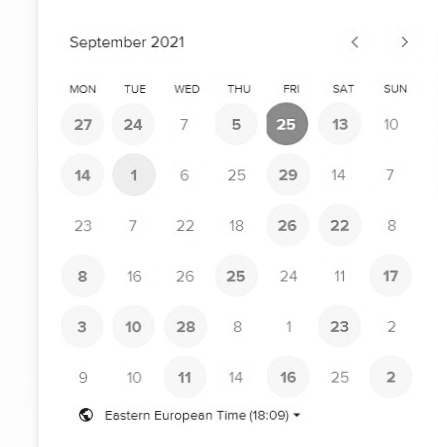 September 2021
MON TUE WED THU FRI SAT SUN
27 24 7 5 25 13 10
14 1 6 25 29 14 7
23 7 22 18 26 22 8
8 16 26 25 24 11 17
3 10 28 8 1 23 2
9 10 11 14 16 25 2
Eastern European Time (18:09)